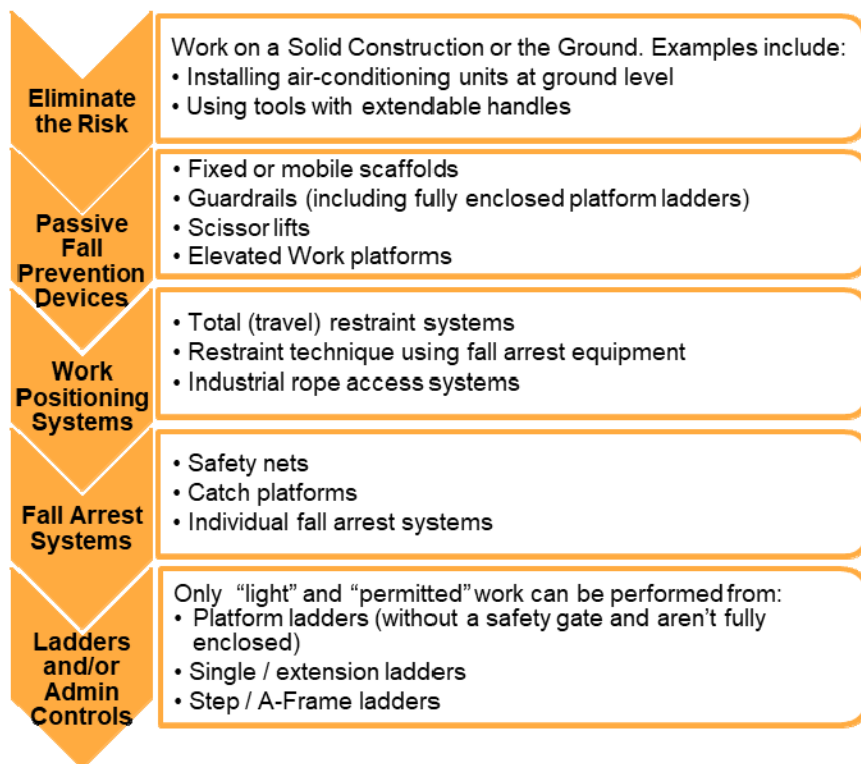 Eliminate
the Risk
Work on a Solid Construction or the Ground. Examples include:
• Installing air-conditioning units at ground level
• Using tools with extendable handles
Passive
Fall
Prevention
Devices
• Fixed or mobile scaffolds
• Guardrails (including fully enclosed platform ladders)
• Scissor lifts
• Elevated Work platforms
Work
Positioning
Systems
• Total (travel) restraint systems
• Restraint technique using fall arrest equipment
• Industrial rope access systems
Fall Arrest
Systems
• Safety nets
• Catch platforms
• Individual fall arrest systems
Ladders
and/or
Admin
Controls
Only “light” and “permitted” work can be performed from:
• Platform ladders (without a safety gate and aren’t fully
enclosed)
• Single / extension ladders
• Step / A-Frame ladders